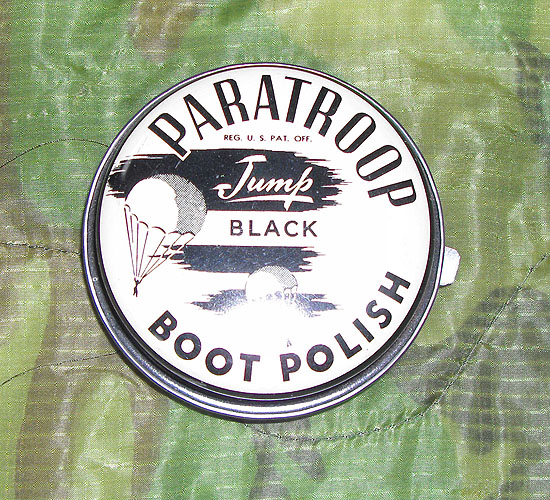 PARATROOP
REG. U. S. PAT. OFF.
Jump
BLACK
BOOT POLISH